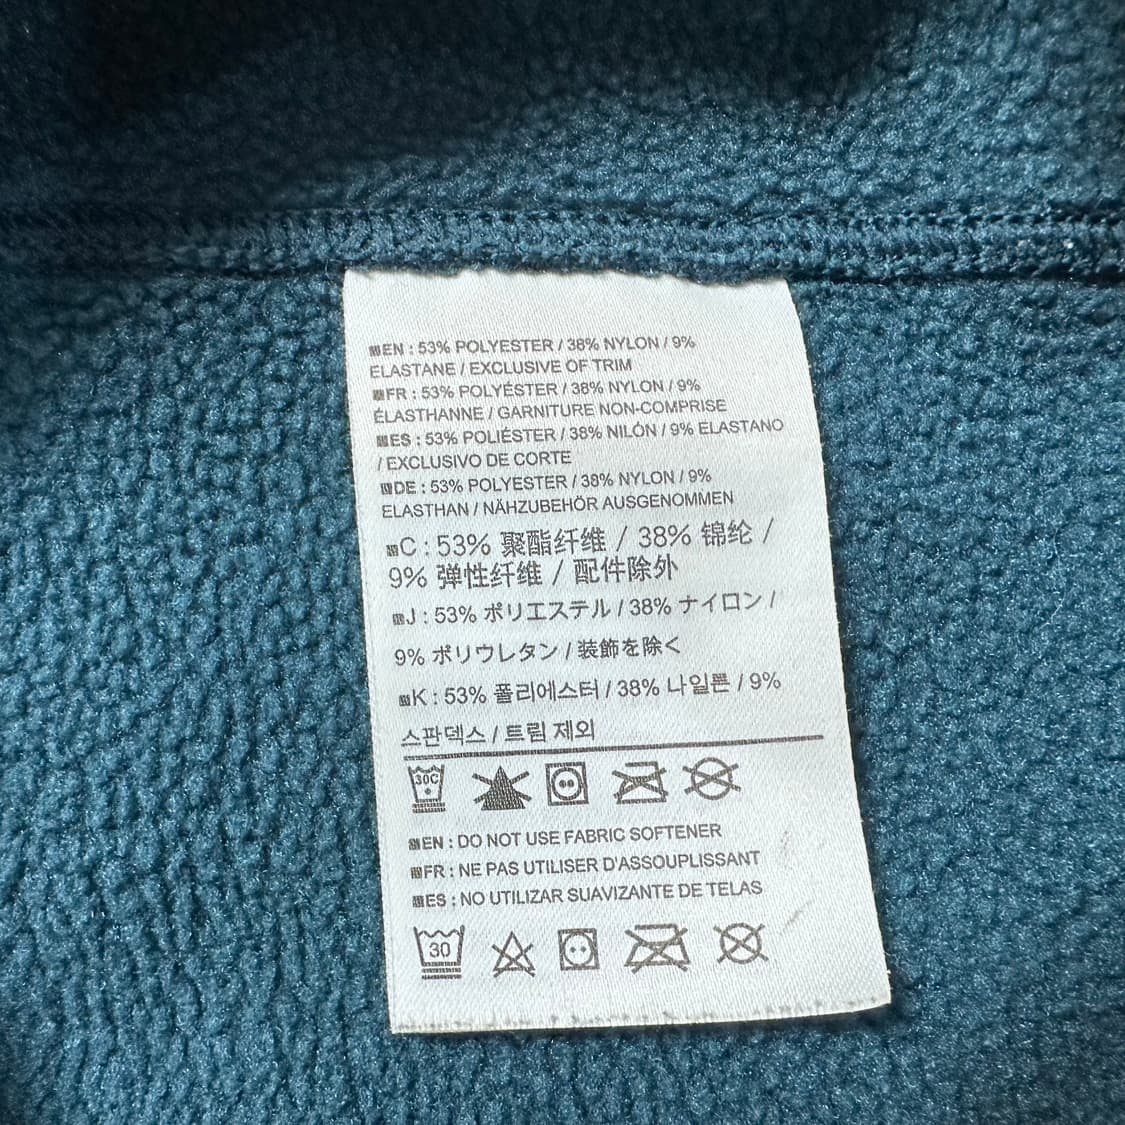 EN : 53% POLYESTER / 38% NYLON / 9%
ELASTANE / EXCLUSIVE OF TRIM
FR : 53% POLYÉSTER / 38% NYLON / 9%
ÉLASTHANNE / GARNITURE NON-COMPRISE
ES : 53% POLIÉSTER / 38% NILÓN / 9% ELASTANO
/ EXCLUSIVO DE CORTE
DE : 53% POLYESTER / 38% NYLON / 9%
ELASTHAN / NÄHZUBEHÖR AUSGENOMMEN
C : 53% 聚酯纤维 / 38% 锦纶 /
9% 弹性纤维 / 配件除外
J : 53% ポリエステル / 38% ナイロン /
9% ポリウレタン / 装飾を除く
K : 53% 폴리에스터 / 38% 나일론 / 9%
스판덱스 / 트림 제외
30C
EN : DO NOT USE FABRIC SOFTENER
FR : NE PAS UTILISER D'ASSOUPLISSANT
ES : NO UTILIZAR SUAVIZANTE DE TELAS
30